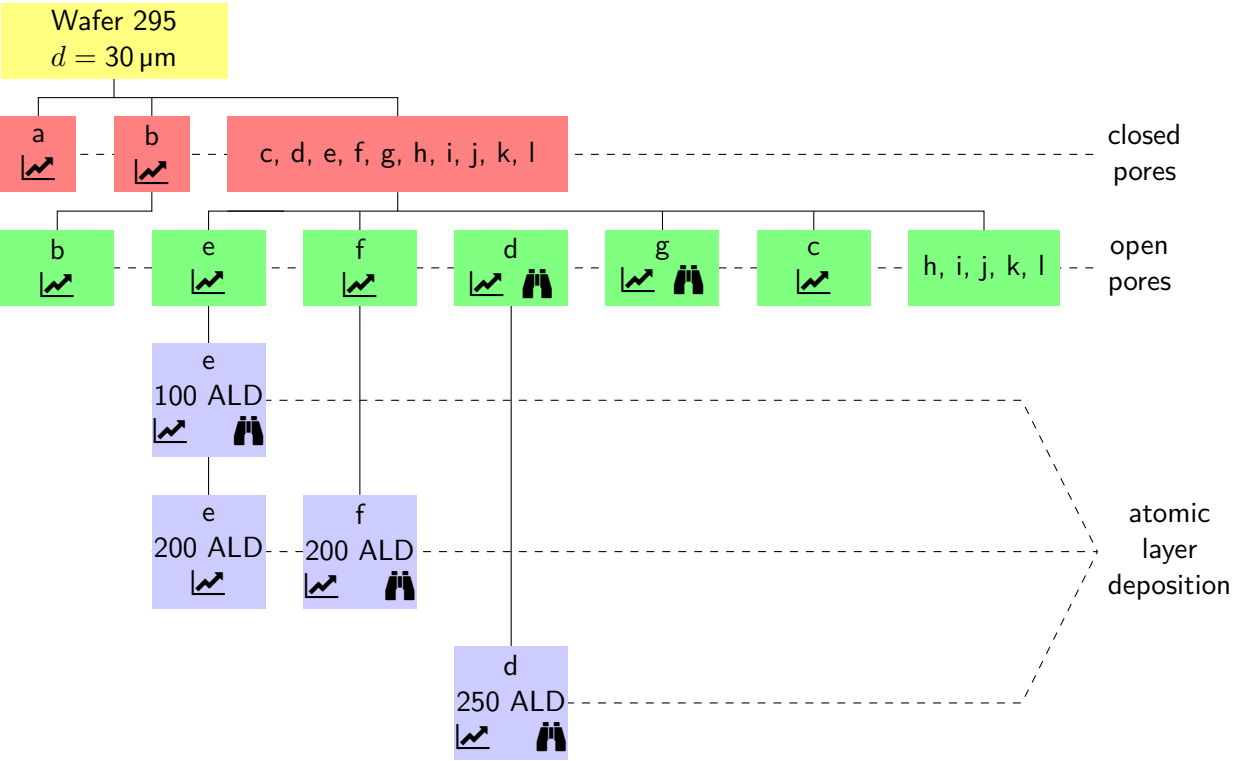 Wafer 295
d = 30 µm
a
b
c, d, e, f, g, h, i, j, k, l
closed
pores
b
e
f
d
g
c
h, i, j, k, l
open
pores
e
100 ALD
e
200 ALD
f
200 ALD
atomic
layer
deposition
d
250 ALD